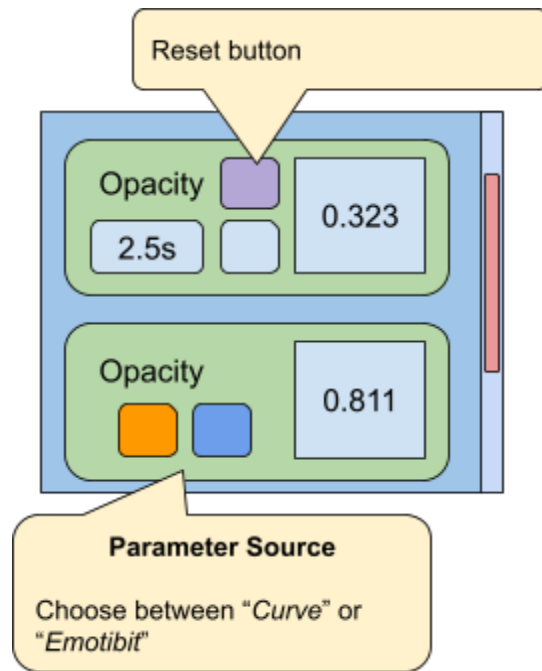 Reset button
Opacity
0.323
2.5s
Opacity
0.811
Parameter Source
Choose between “Curve” or
“Emotibit”